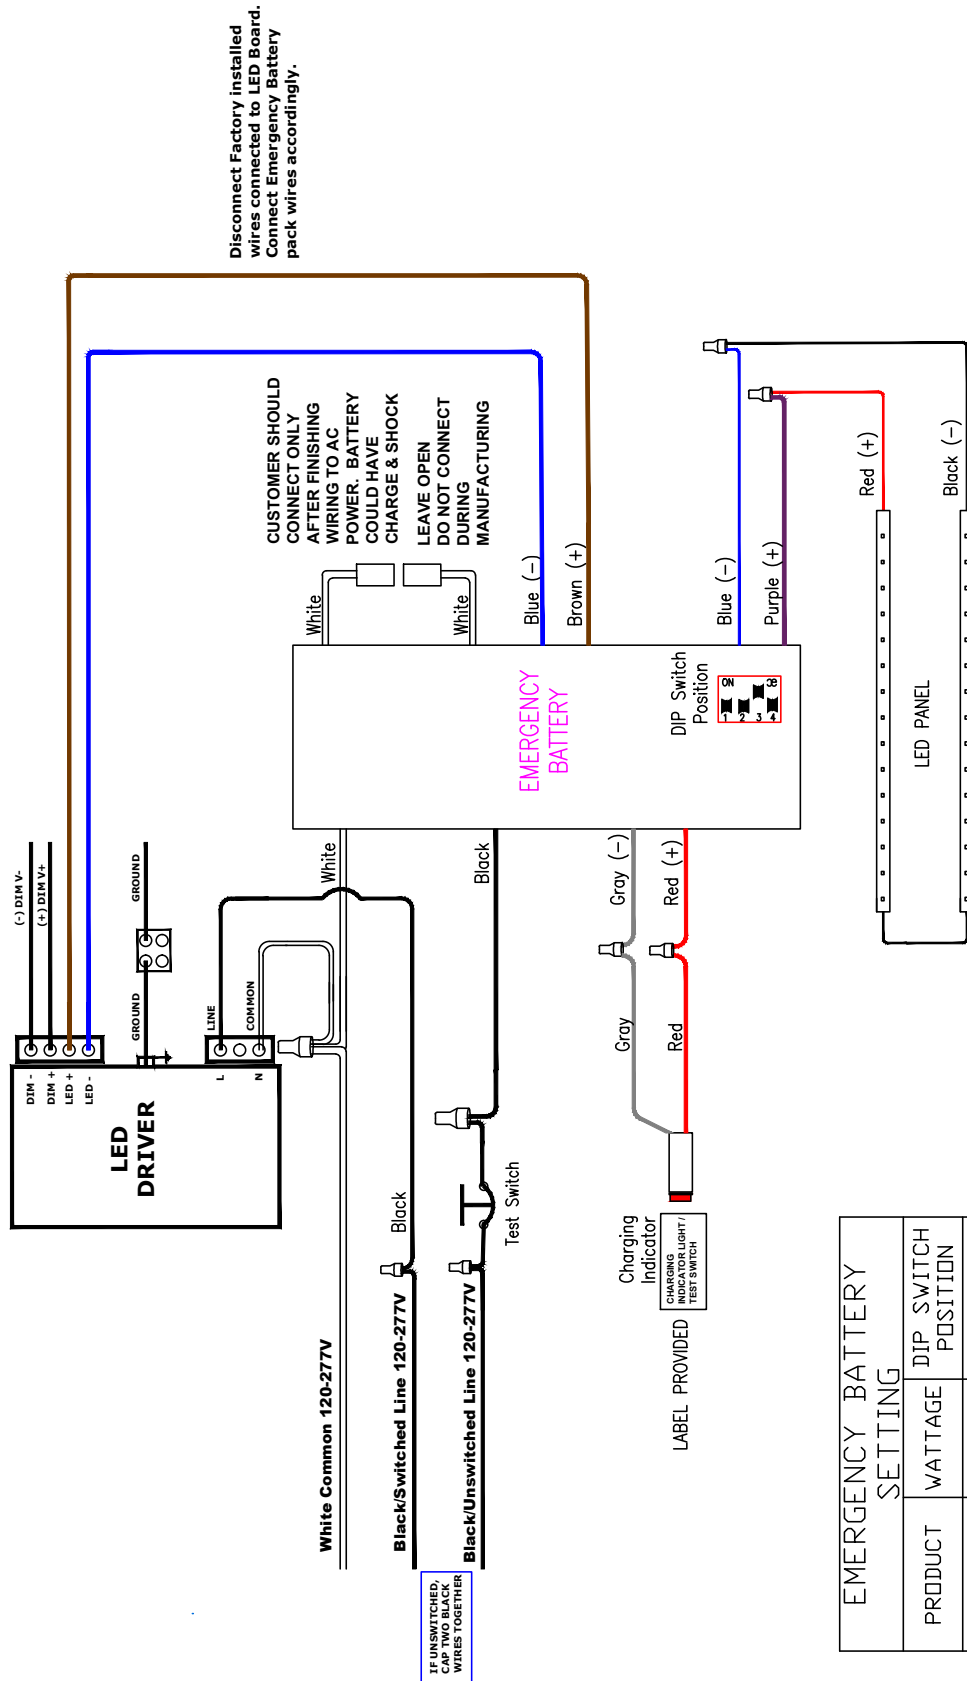 Disconnect Factory installed
wires connected to LED Board.
Connect Emergency Battery
pack wires accordingly.
CUSTOMER SHOULD
CONNECT ONLY
AFTER FINISHING
WIRING TO AC
POWER. BATTERY
COULD HAVE
CHARGE & SHOCK
LEAVE OPEN
DO NOT CONNECT
DURING
MANUFACTURING
White
White
Blue (-)
Brown (+)
Blue (-)
Purple (+)
Red (+)
Black (-)
EMERGENCY
BATTERY
DIP Switch
Position
ON
1
2
3
4
LED PANEL
(-) DIM V-
(+) DIM V+
GROUND
GROUND
LINE
COMMON
DIM -
DIM +
LED +
LED -
L
N
LED
DRIVER
White
Black
Gray (-)
Red (+)
Gray
Red
Black
Test Switch
Charging
Indicator
CHARGING
INDICATOR LIGHT /
TEST SWITCH
LABEL PROVIDED
White Common 120-277V
Black/Switched Line 120-277V
Black/Unswitched Line 120-277V
IF UNSWITCHED,
CAP TWO BLACK
WIRES TOGETHER
EMERGENCY BATTERY
SETTING
PRODUCT
WATTAGE
DIP SWITCH
POSITION